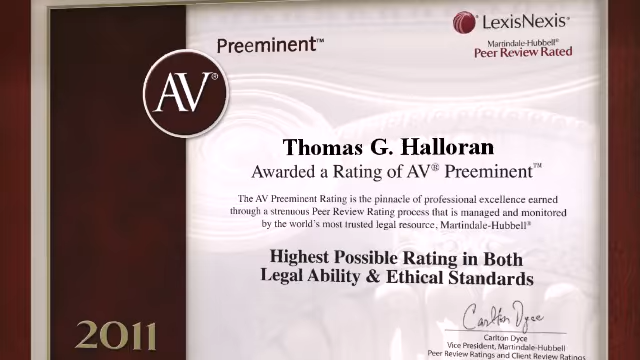 LexisNexis®
Preeminent™
Martindale-Hubbell®
Peer Review Rated
AV®
Thomas G. Halloran
Awarded a Rating of AV® Preeminent™
The AV Preeminent Rating is the pinnacle of professional excellence earned
through a strenuous Peer Review Rating process that is managed and monitored
by the world's most trusted legal resource, Martindale-Hubbell®
Highest Possible Rating in Both
Legal Ability & Ethical Standards
Carlton Dyce
Carlton Dyce
Vice President, Martindale-Hubbell
Peer Review Ratings and Client Review Ratings
2011